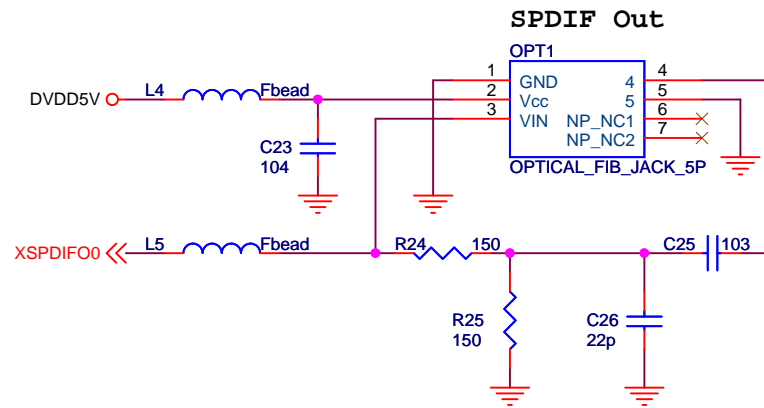 SPDIF Out
OPT1
1 GND 4 4
DVDD5V L4 Fbead 2 Vcc 5 5
3 VIN NP_NC1 6
NP_NC2 7
C23
104
OPTICAL_FIB_JACK_5P
XSPDIFO0 L5 Fbead R24 150 C25 103
R25
150
C26
22p